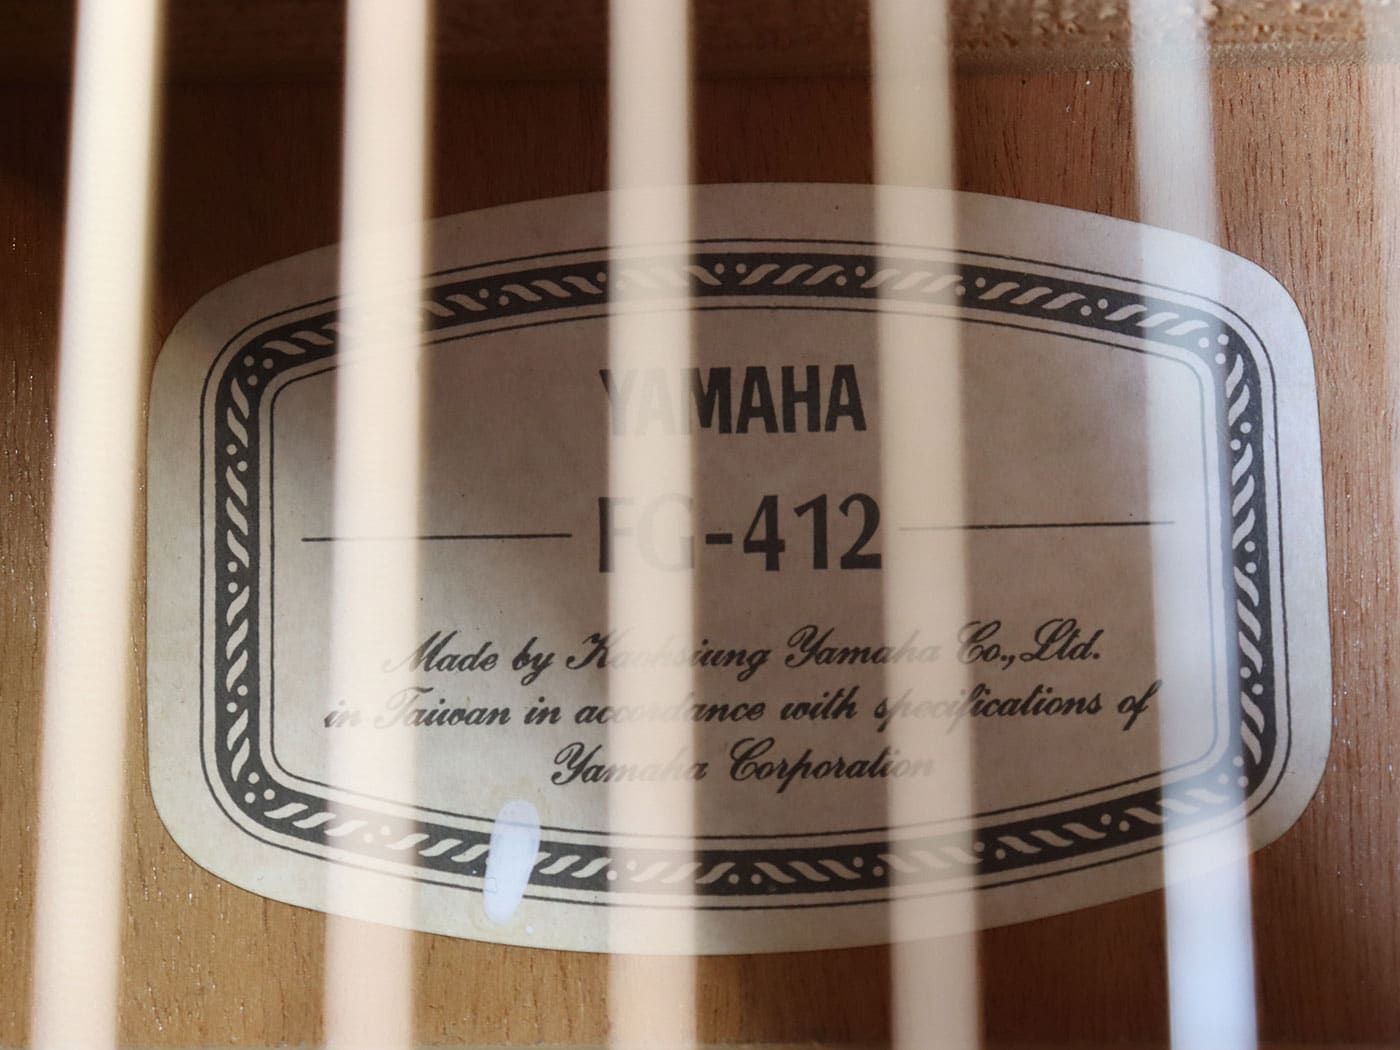 YAMAHA
FG-412
Made by Kaohsiung Yamaha Co., Ltd.
in Taiwan in accordance with specifications of
Yamaha Corporation